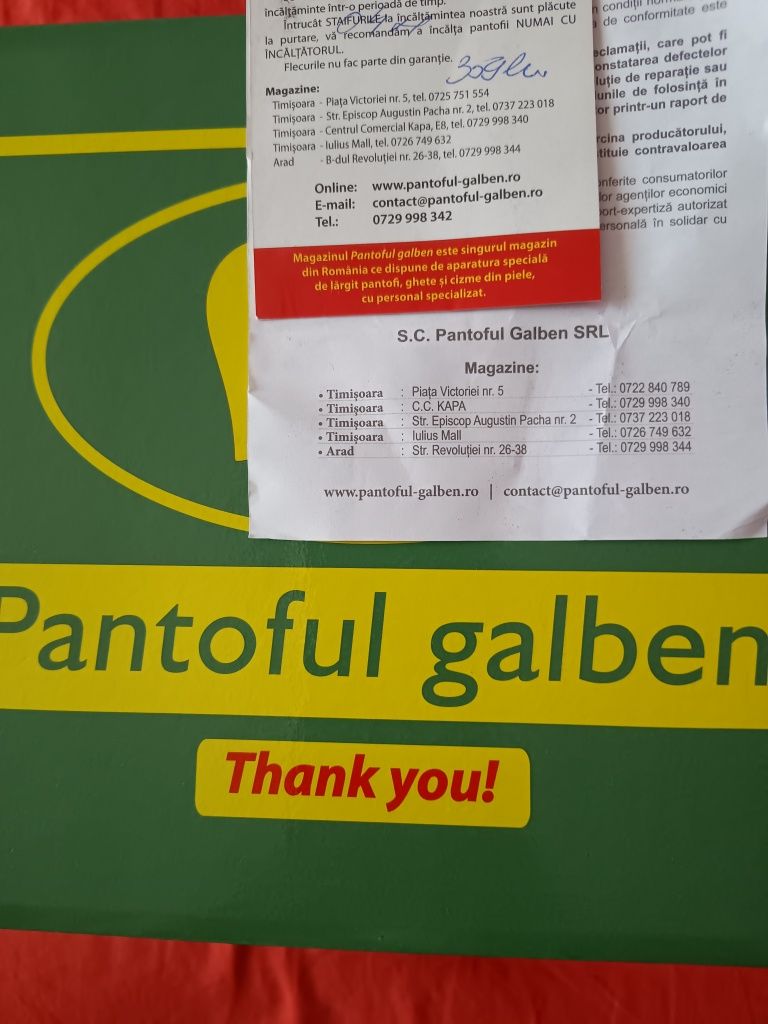 încălțăminte într-o perioadă de timp.
Întrucât STAIFURILE la încălțămintea noastră sunt plăcute
la purtare, vă recomandăm a încălța pantofii NUMAI CU
ÎNCĂLȚĂTORUL.
Flecurile nu fac parte din garanție.
Magazine:
Timișoara - Piața Victoriei nr. 5, tel. 0725 751 554
Timișoara - Str. Episcop Augustin Pacha nr. 2, tel. 0737 223 018
Timișoara - Centrul Comercial Kapa, E8, tel. 0729 998 340
Timișoara - Iulius Mall, tel. 0726 749 632
Arad - B-dul Revoluției nr. 26-38, tel. 0729 998 344
Online: www.pantoful-galben.ro
E-mail: contact@pantoful-galben.ro
Tel.: 0729 998 342
Magazinul Pantoful galben este singurul magazin
din România ce dispune de aparatura specială
de lărgit pantofi, ghete și cizme din piele,
cu personal specializat.
condiții
de conformitate este
eclamații, care pot fi
onstatarea defectelor
luție de reparație sau
unile de folosință în
or printr-un raport de
rcina producătorului,
tituie contravaloarea
onferite consumatorilor
lor agenților economici
ort-expertiză autorizat
ersonală în solidar cu
S.C. Pantoful Galben SRL
Magazine:
• Timișoara : Piața Victoriei nr. 5 - Tel.: 0722 840 789
• Timișoara : C.C. KAPA - Tel.: 0729 998 340
• Timișoara : Str. Episcop Augustin Pacha nr. 2 - Tel.: 0737 223 018
• Timișoara : Iulius Mall - Tel.: 0726 749 632
• Arad : Str. Revoluției nr. 26-38 - Tel.: 0729 998 344
www.pantoful-galben.ro | contact@pantoful-galben.ro
Pantoful galben
Thank you!